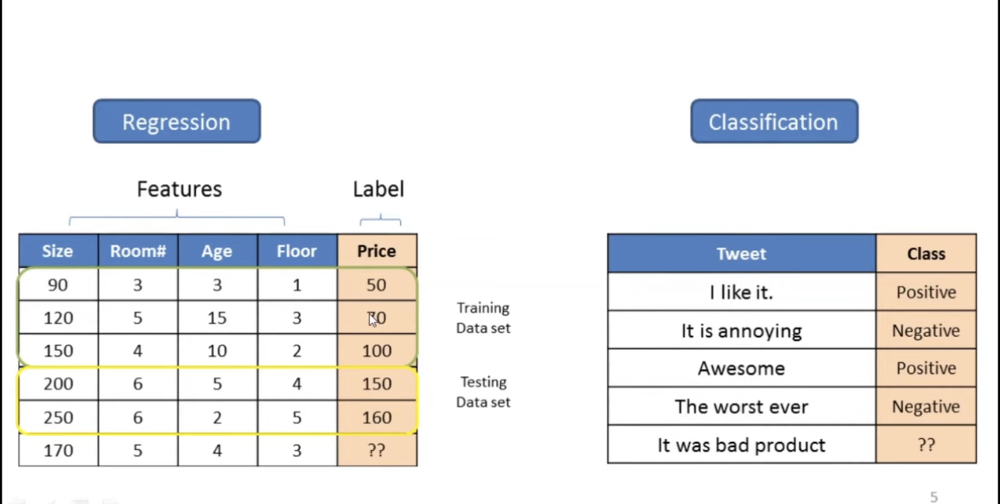 Regression
Classification
Features
Label
Size Room# Age Floor Price
90 3 3 1 50
120 5 15 3 70
150 4 10 2 100
200 6 5 4 150
250 6 2 5 160
170 5 4 3 ??
Training
Data set
Testing
Data set
Tweet Class
I like it. Positive
It is annoying Negative
Awesome Positive
The worst ever Negative
It was bad product ??
5